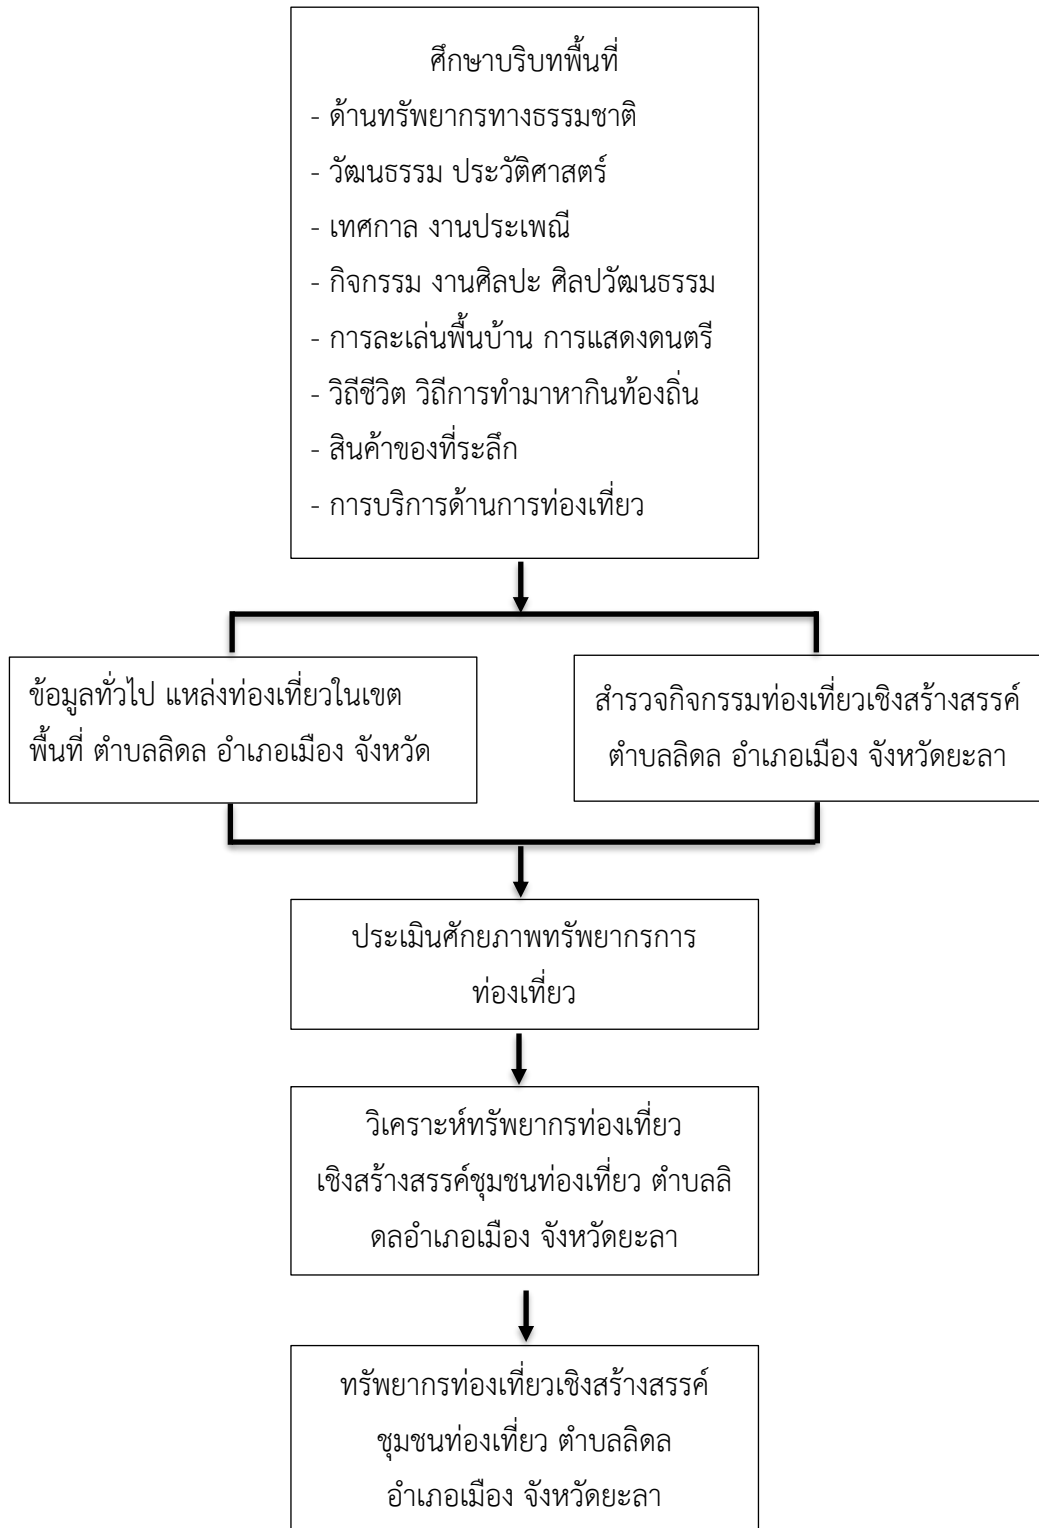 ศึกษาบริบทพื้นที่
- ด้านทรัพยากรทางธรรมชาติ
- วัฒนธรรม ประวัติศาสตร์
- เทศกาล งานประเพณี
- กิจกรรม งานศิลปะ ศิลปวัฒนธรรม
- การละเล่นพื้นบ้าน การแสดงดนตรี
- วิถีชีวิต วิถีการทำมาหากินท้องถิ่น
- สินค้าของที่ระลึก
- การบริการด้านการท่องเที่ยว
ข้อมูลทั่วไป แหล่งท่องเที่ยวในเขต
พื้นที่ ตำบลลิดล อำเภอเมือง จังหวัด
สำรวจกิจกรรมท่องเที่ยวเชิงสร้างสรรค์
ตำบลลิดล อำเภอเมือง จังหวัดยะลา
ประเมินศักยภาพทรัพยากรการ
ท่องเที่ยว
วิเคราะห์ทรัพยากรท่องเที่ยว
เชิงสร้างสรรค์ชุมชนท่องเที่ยว ตำบลลิ
ดลอำเภอเมือง จังหวัดยะลา
ทรัพยากรท่องเที่ยวเชิงสร้างสรรค์
ชุมชนท่องเที่ยว ตำบลลิดล
อำเภอเมือง จังหวัดยะลา